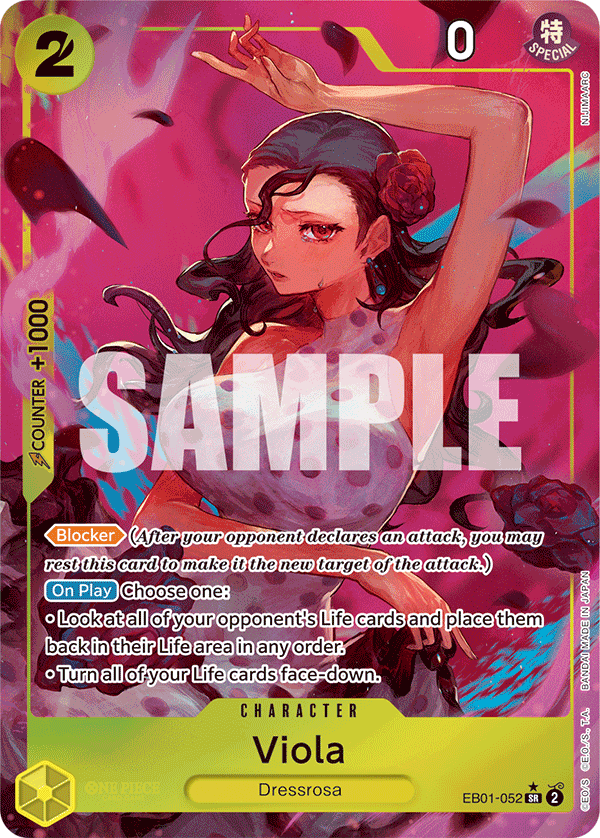 2
0
特
SPECIAL
NIJIMAARC
COUNTER +1000
SAMPLE
Blocker (After your opponent declares an attack, you may
rest this card to make it the new target of the attack.)
On Play Choose one:
• Look at all of your opponent's Life cards and place them
back in their Life area in any order.
• Turn all of your Life cards face-down.
CHARACTER
Viola
Dressrosa
ONE PIECE
EB01-052 ★ SR 2
©E.O/S ©E.O./S., T.A. BANDAI MADE IN JAPAN